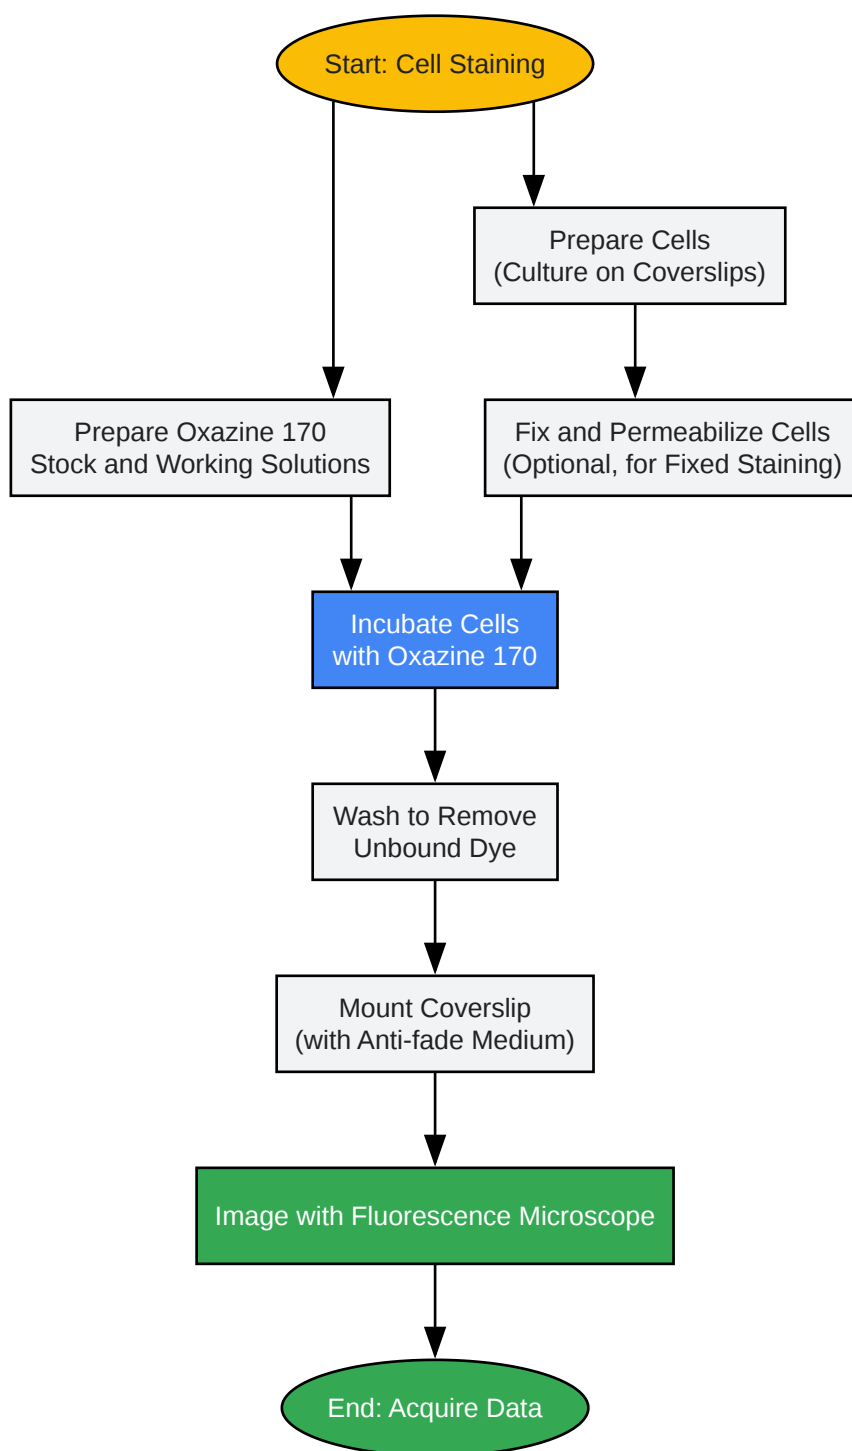 Start: Cell Staining
Prepare Cells
(Culture on Coverslips)
Prepare Oxazine 170
Stock and Working Solutions
Fix and Permeabilize Cells
(Optional, for Fixed Staining)
Incubate Cells
with Oxazine 170
Wash to Remove
Unbound Dye
Mount Coverslip
(with Anti-fade Medium)
Image with Fluorescence Microscope
End: Acquire Data